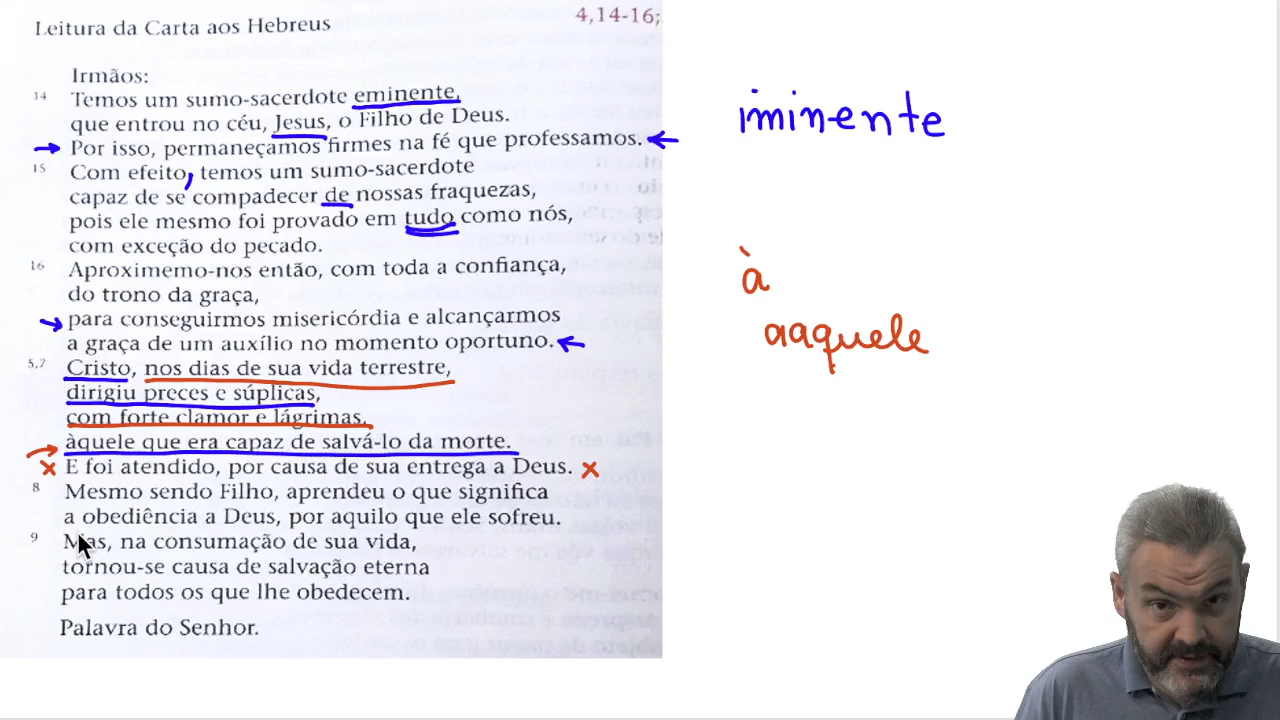 Leitura da Carta aos Hebreus
4,14-16;
Irmãos:
14 Temos um sumo-sacerdote eminente,
que entrou no céu, Jesus, o Filho de Deus.
Por isso, permaneçamos firmes na fé que professamos.
15 Com efeito, temos um sumo-sacerdote
capaz de se compadecer de nossas fraquezas,
pois ele mesmo foi provado em tudo como nós,
com exceção do pecado.
16 Aproximemo-nos então, com toda a confiança,
do trono da graça,
para conseguirmos misericórdia e alcançarmos
a graça de um auxílio no momento oportuno.
5,7 Cristo, nos dias de sua vida terrestre,
dirigiu preces e súplicas,
com forte clamor e lágrimas,
àquele que era capaz de salvá-lo da morte.
x E foi atendido, por causa de sua entrega a Deus. x
8 Mesmo sendo Filho, aprendeu o que significa
a obediência a Deus, por aquilo que ele sofreu.
9 Mas, na consumação de sua vida,
tornou-se causa de salvação eterna
para todos os que lhe obedecem.
Palavra do Senhor.
iminente
à
aaquele